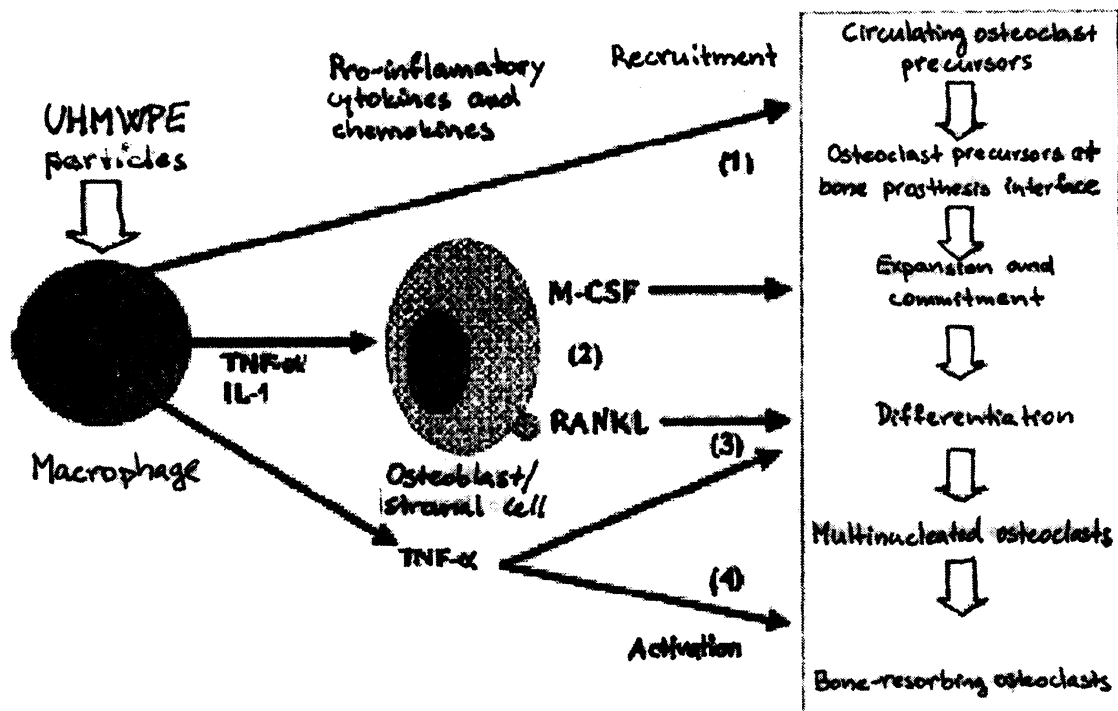 UHMWPE
particles
Macrophage
Pro-inflamatory
cytokines and
chemokines
Recruitment
(1)
TNF-α
IL-1
Osteoblast/
stromal cell
M-CSF
(2)
RANKL
(3)
TNF-α
(4)
Activation
Circulating osteoclast
precursors
Osteoclast precursors at
bone prosthesis interface
Expansion and
commitment
Differentiation
Multinucleated osteoclasts
Bone-resorbing osteoclasts